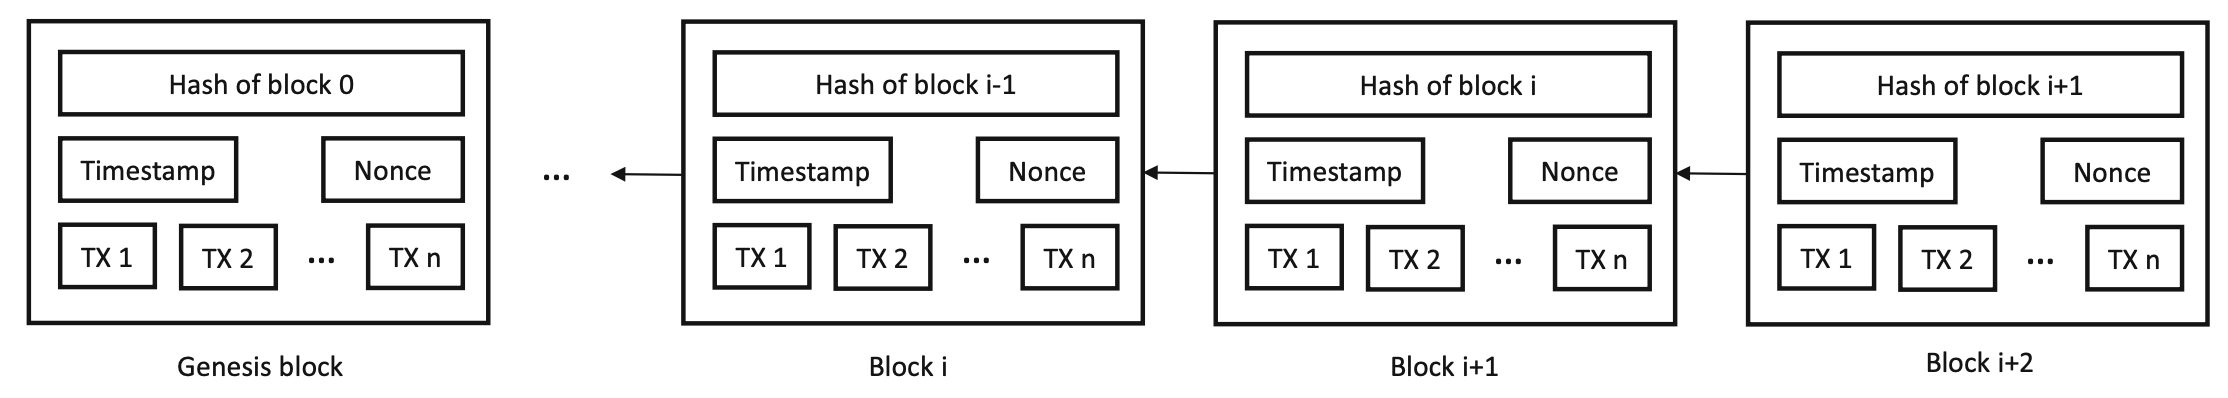 Hash of block 0
Timestamp Nonce
TX 1 TX 2 ... TX n
Genesis block
...
Hash of block i-1
Timestamp Nonce
TX 1 TX 2 ... TX n
Block i
Hash of block i
Timestamp Nonce
TX 1 TX 2 ... TX n
Block i+1
Hash of block i+1
Timestamp Nonce
TX 1 TX 2 ... TX n
Block i+2